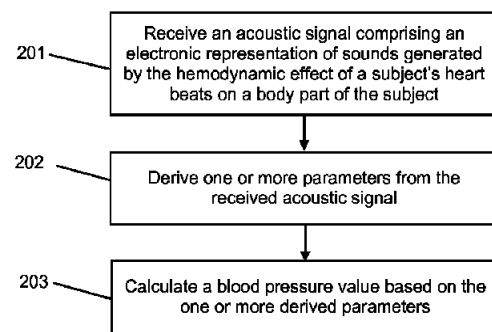 201
Receive an acoustic signal comprising an
electronic representation of sounds generated
by the hemodynamic effect of a subject's heart
beats on a body part of the subject
202
Derive one or more parameters from the
received acoustic signal
203
Calculate a blood pressure value based on the
one or more derived parameters